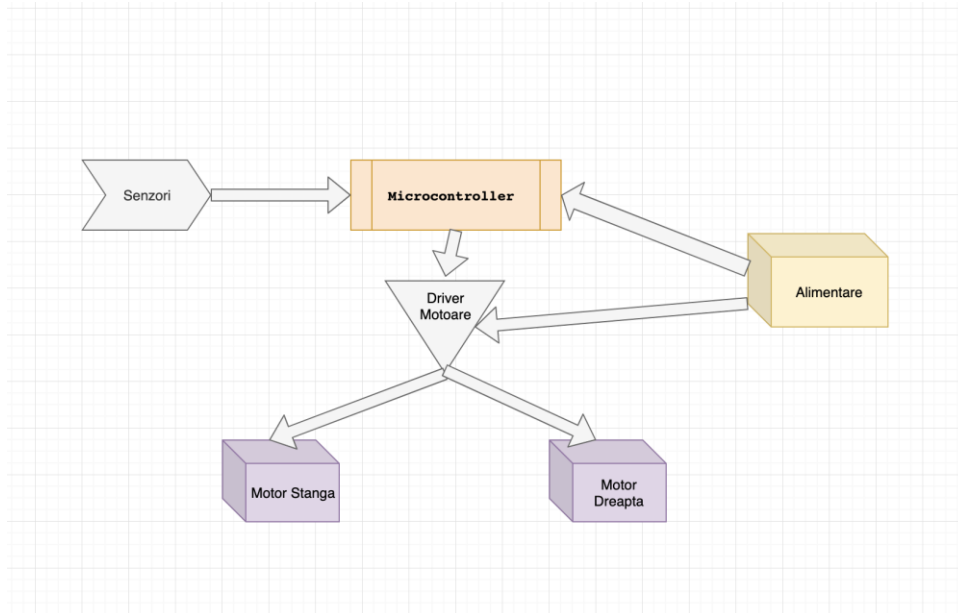 Senzori
Microcontroller
Alimentare
Driver
Motoare
Motor Stanga
Motor
Dreapta